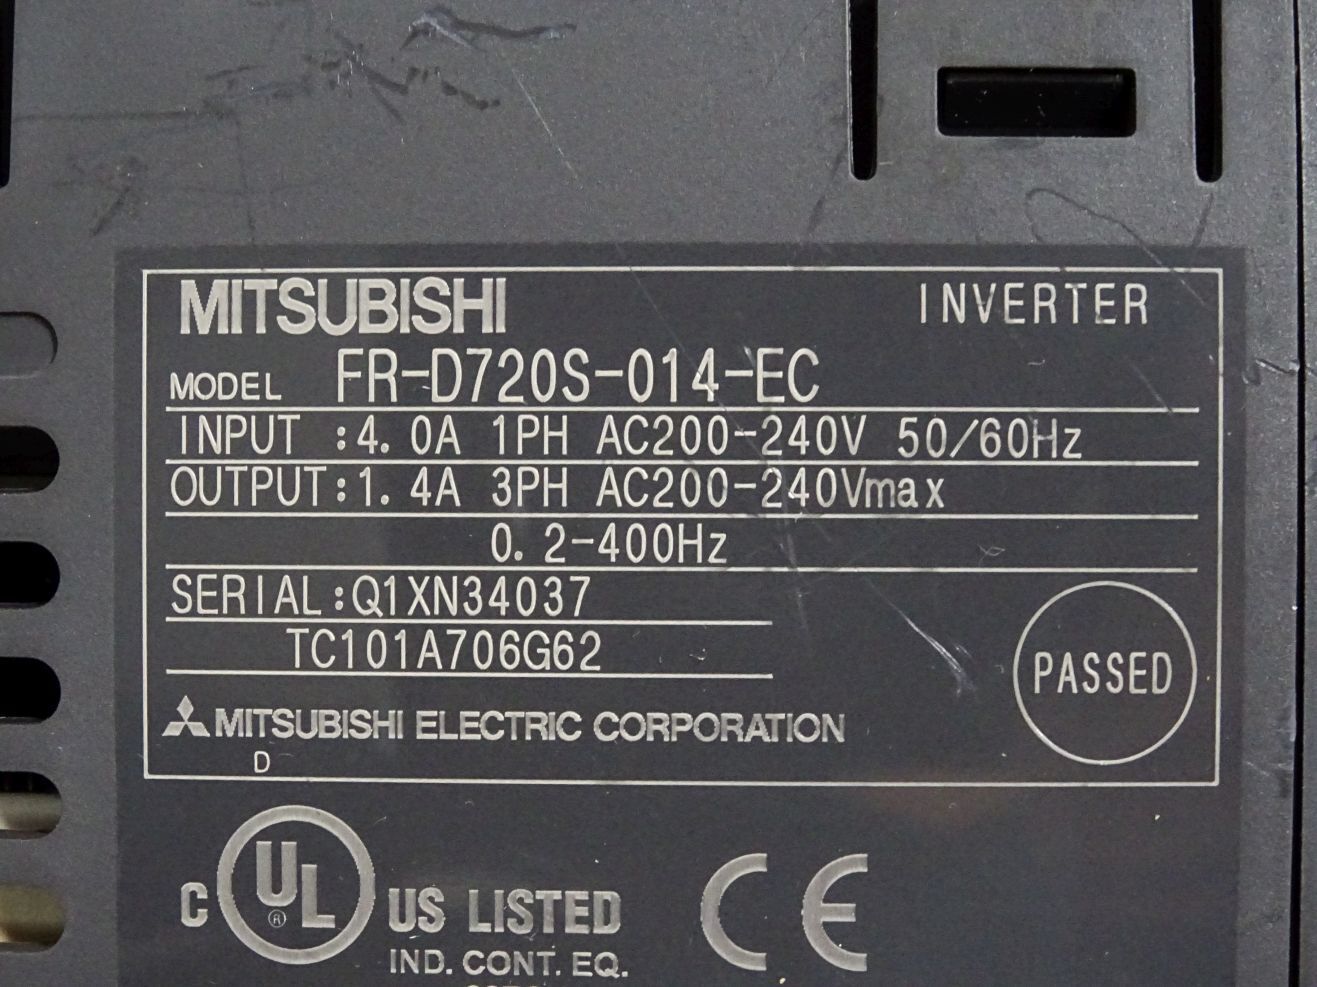 MITSUBISHI INVERTER
MODEL FR-D720S-014-EC
INPUT :4.0A 1PH AC200-240V 50/60Hz
OUTPUT:1.4A 3PH AC200-240Vmax
0.2-400Hz
SERIAL:Q1XN34037
TC101A706G62
PASSED
MITSUBISHI ELECTRIC CORPORATION
D
C UL ® US LISTED
IND. CONT. EQ.
CE